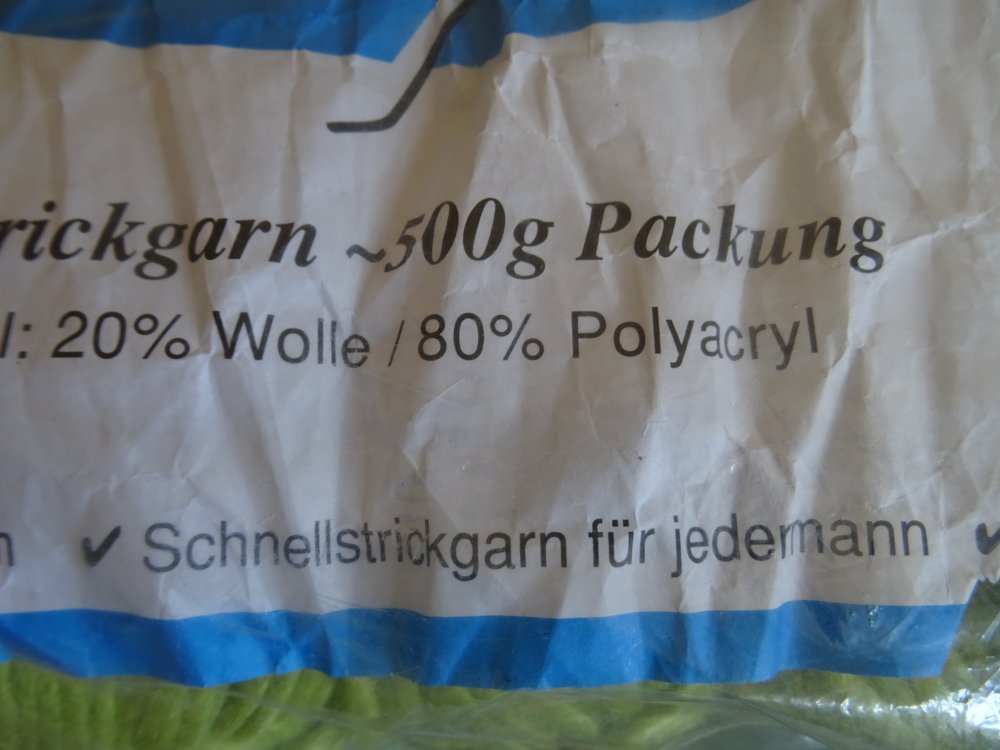 rickgarn ~500g Packung
l: 20% Wolle / 80% Polyacryl
✔ Schnellstrickgarn für jedermann ✔